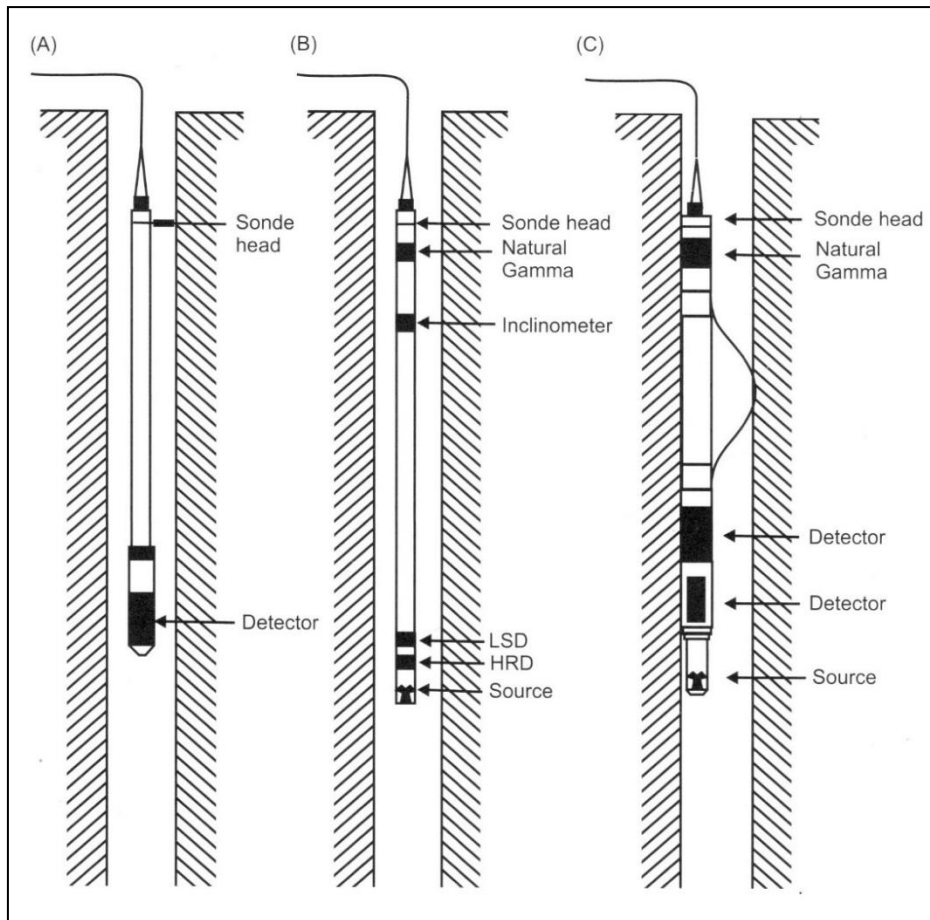 (A)
Sonde
head
Detector
(B)
Sonde head
Natural
Gamma
Inclinometer
LSD
HRD
Source
(C)
Sonde head
Natural
Gamma
Detector
Detector
Source